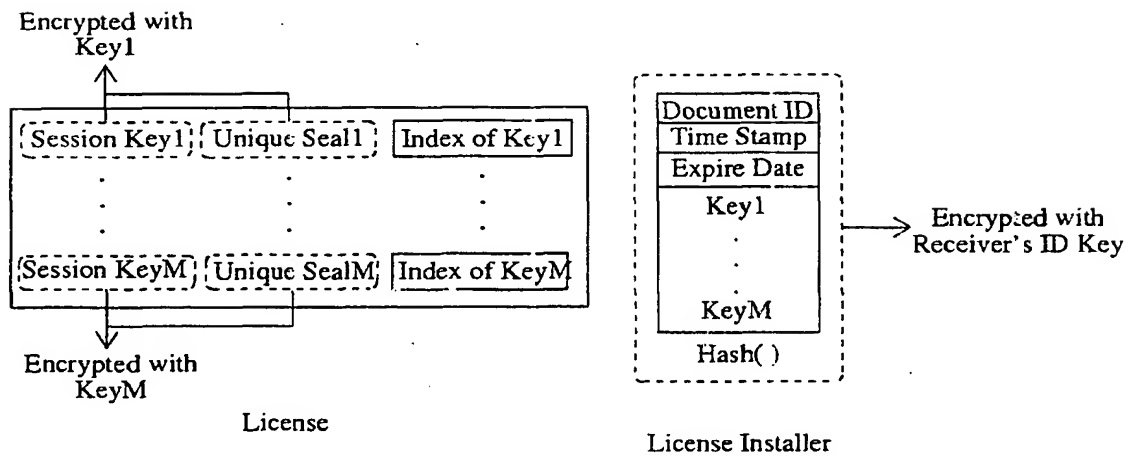 Encrypted with
Key1
Session Key1 Unique Seal1 Index of Key1
Session KeyM Unique SealM Index of KeyM
Encrypted with
KeyM
License
Document ID
Time Stamp
Expire Date
Key1
KeyM
Hash( )
Encrypted with
Receiver's ID Key
License Installer